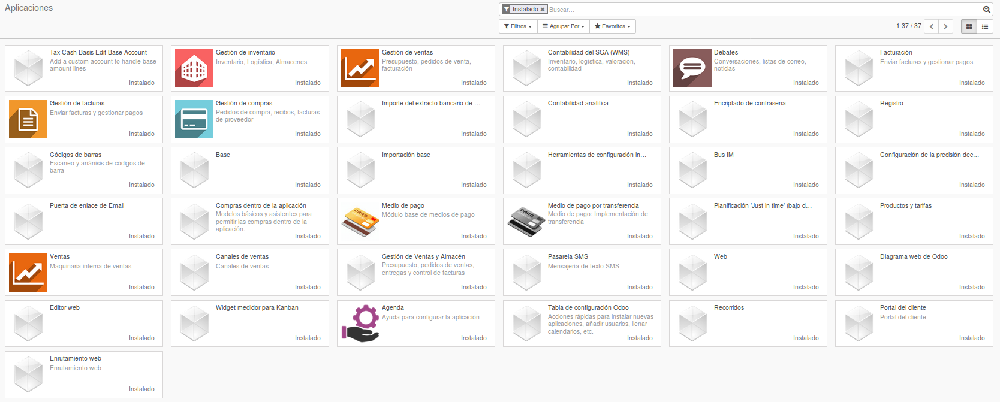 Aplicaciones
Instalado ✖ Buscar...
Filtros Agrupar Por Favoritos
1-37 / 37
Tax Cash Basis Edit Base Account
Add a custom account to handle base
amount lines
Instalado
Gestión de inventario
Inventario, Logística, Almacenes
Instalado
Gestión de ventas
Presupuesto, pedidos de venta,
facturación
Instalado
Contabilidad del SGA (WMS)
Inventario, logística, valoración,
contabilidad
Instalado
Debates
Conversaciones, listas de correo,
noticias
Instalado
Facturación
Enviar facturas y gestionar pagos
Instalado
Gestión de facturas
Enviar facturas y gestionar pagos
Instalado
Gestión de compras
Pedidos de compra, recibos, facturas
de proveedor
Instalado
Importe del extracto bancario de ...
Instalado
Contabilidad analítica
Instalado
Encriptado de contraseña
Instalado
Registro
Instalado
Códigos de barras
Escaneo y anáñisis de códigos de
barra
Instalado
Base
Instalado
Importación base
Instalado
Herramientas de configuración in...
Instalado
Bus IM
Instalado
Configuración de la precisión dec...
Instalado
Puerta de enlace de Email
Instalado
Compras dentro de la aplicación
Modelos básicos y asistentes para
permitir las compras dentro de la
aplicación.
Instalado
CARD
Medio de pago
Módulo base de medios de pago
Instalado
CARD
Medio de pago por transferencia
Medio de pago: Implementación de
transferencia
Instalado
Planificación 'Just in time' (bajo d...
Instalado
Productos y tarifas
Instalado
Ventas
Maquinaria interna de ventas
Instalado
Canales de ventas
Canales de ventas
Instalado
Gestión de Ventas y Almacén
Presupuesto, pedidos de ventas,
entregas y control de facturas
Instalado
Pasarela SMS
Mensajería de texto SMS
Instalado
Web
Instalado
Diagrama web de Odoo
Instalado
Editor web
Instalado
Widget medidor para Kanban
Instalado
Agenda
Ayuda para configurar la aplicación
Instalado
Tabla de configuración Odoo
Acciones rápidas para instalar nuevas
aplicaciones, añadir usuarios, llenar
calendarios, etc.
Instalado
Recorridos
Instalado
Portal del cliente
Portal del cliente
Instalado
Enrutamiento web
Enrutamiento web
Instalado